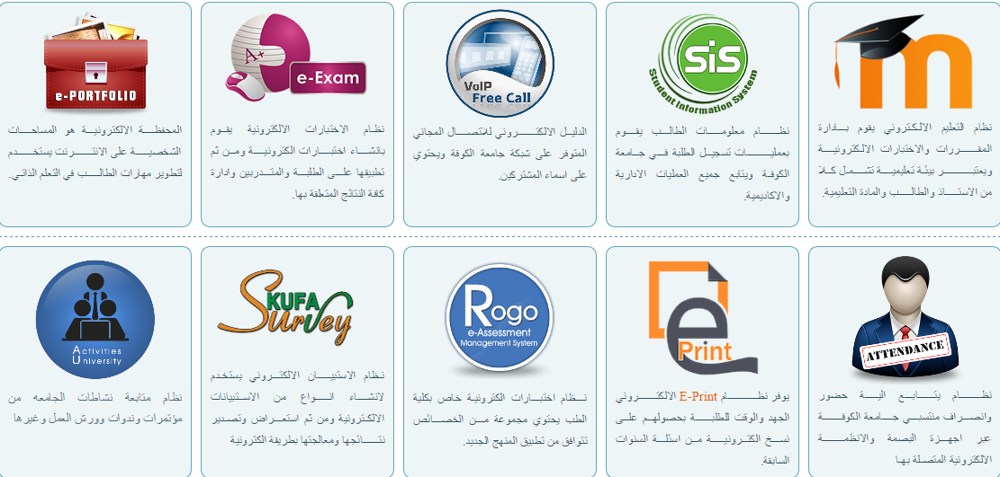 m
نظام التعليم الالكتروني يقوم بادارة
المقررات والاختبارات الالكترونية
ويعتبر بيئة تعليمية تشمل كلا
من الاستاذ والطالب والمادة التعليمية.
SiS
Student Information System
نظام معلومات الطالب يقوم
بعمليات تسجيل الطلبة في جامعة
الكوفة ويتابع جميع العمليات الادارية
والاكاديمية.
VoIP
Free Call
الدليل الالكتروني للاتصال المجاني
المتوفر على شبكة جامعة الكوفة ويحتوي
على اسماء المشتركين.
A+
e-Exam
نظام الاختبارات الالكترونية يقوم
بانشاء اختبارات الكترونية ومن ثم
تطبيقها على الطلبة والمتدربين وادارة
كافة النتائج المتعلقة بها.
e-PORTFOLIO
المحفظة الالكترونية هو المساحات
الشخصية على الانترنت يستخدم
لتطوير مهارات الطالب في التعلم الذاتي.
ATTENDANCE
نظام يتابع الية حضور
وانصراف منتسبي جامعة الكوفة
عبر اجهزة البصمة والانظمة
الالكترونية المتصلة بها
e
Print
يوفر نظام E-Print الالكتروني
الجهد والوقت للطلبة بحصولهم على
نسخ الكترونية من اسئلة السنوات
السابقة.
Rogo
e-Assessment
Management System
نظام اختبارات الكترونية خاص بكلية
الطب يحتوي مجموعة من الخصائص
تتوافق من تطبيق المنهج الجديد.
KUFA
Survey
نظام الاستبيان الالكتروني يستخدم
لانشاء انواع من الاستبيانات
الالكترونية ومن ثم استعراض وتصدير
نتائجها ومعالجتها بطريقة الكترونية
Activities
University
نظام متابعة نشاطات الجامعه من
مؤتمرات وندوات وورش العمل وغيرها